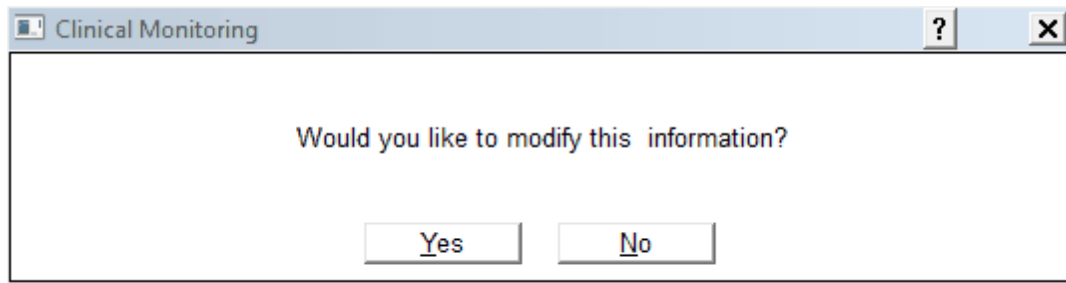 Clinical Monitoring ?
Would you like to modify this  information?
Yes No